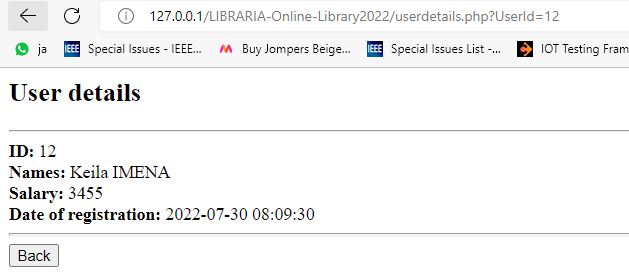 127.0.0.1/LIBRARIA-Online-Library2022/userdetails.php?UserId=12
ja IEEE Special Issues - IEEE... Buy Jompers Beige... IEEE Special Issues List -... IOT Testing Fram
User details
ID: 12
Names: Keila IMENA
Salary: 3455
Date of registration: 2022-07-30 08:09:30
Back